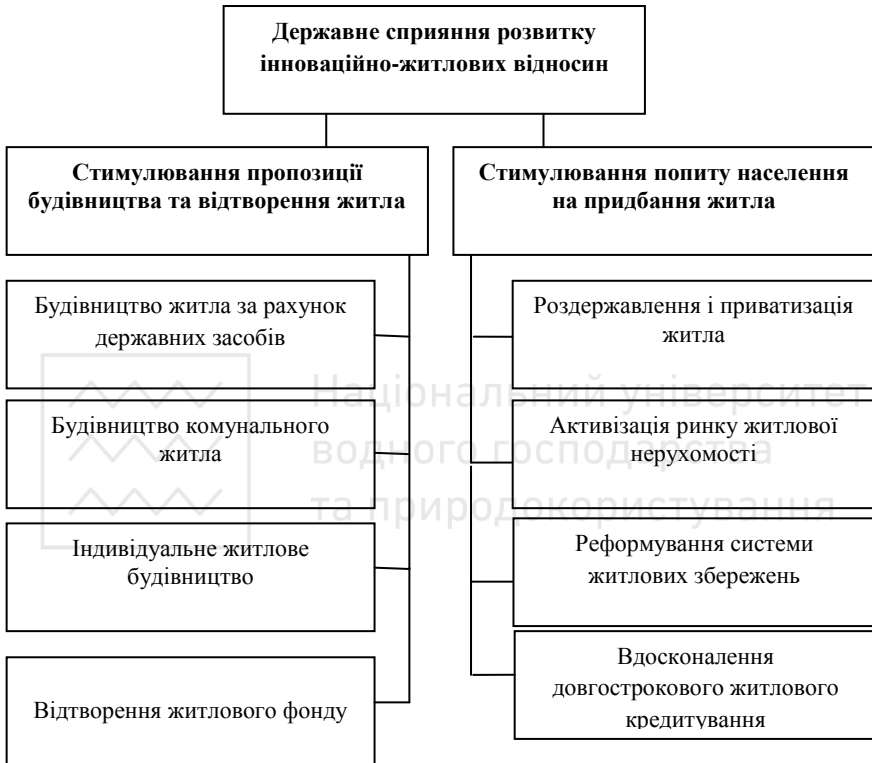 Державне сприяння розвитку
інноваційно-житлових відносин
Стимулювання пропозиції
будівництва та відтворення житла
Стимулювання попиту населення
на придбання житла
Будівництво житла за рахунок
державних засобів
Будівництво комунального
житла
Індивідуальне житлове
будівництво
Відтворення житлового фонду
Роздержавлення і приватизація
житла
Активізація ринку житлової
нерухомості
Реформування системи
житлових збережень
Вдосконалення
довгострокового житлового
кредитування
Національний університет
водного господарства
та природокористування